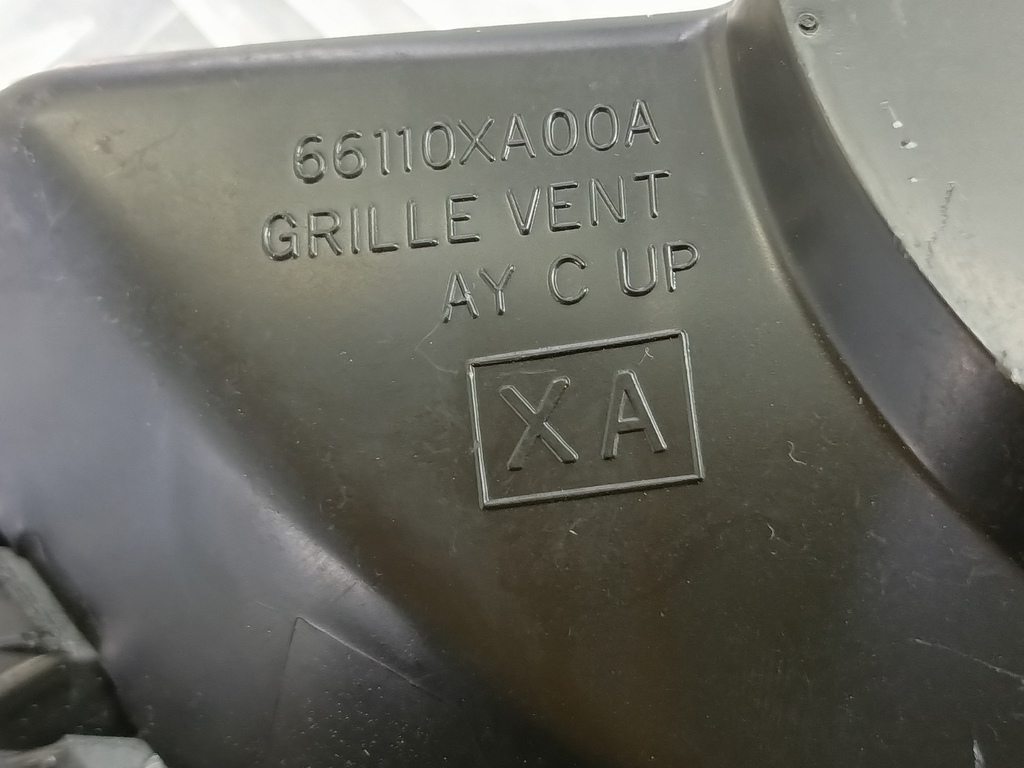 66110XA00A
GRILLE VENT
AY C UP
XA